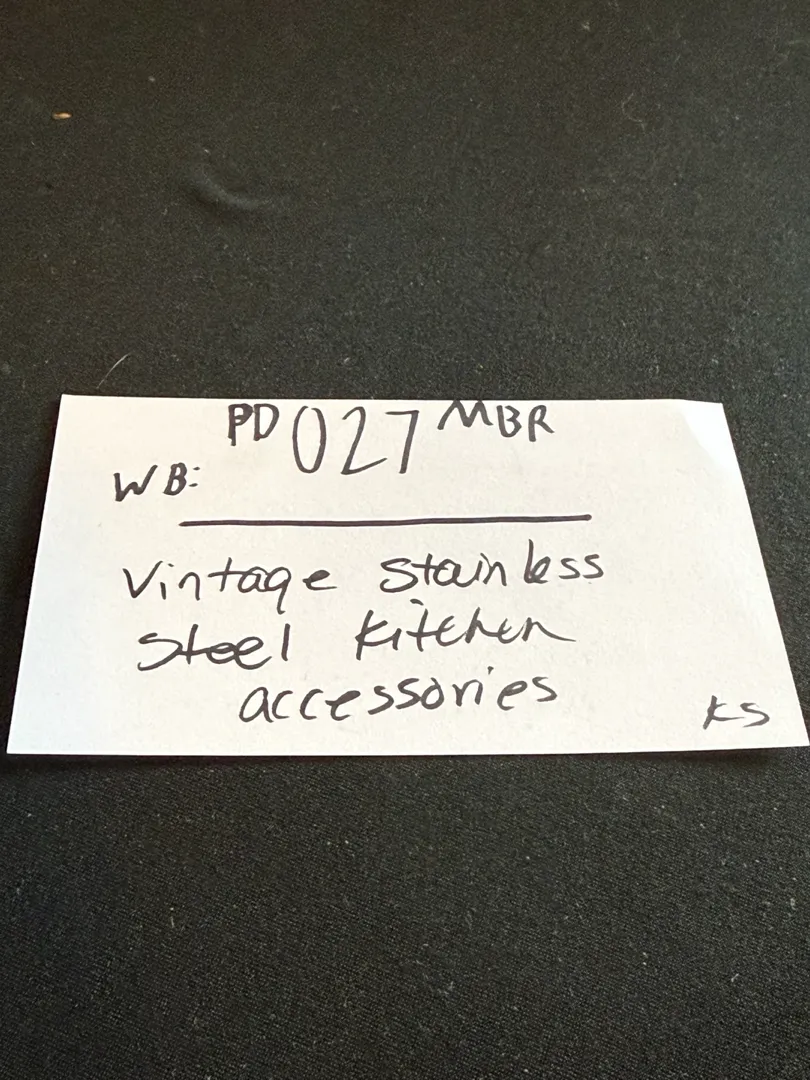 PD 027 MBR
WB:
Vintage Stainless
Steel Kitchen
accessories
KS